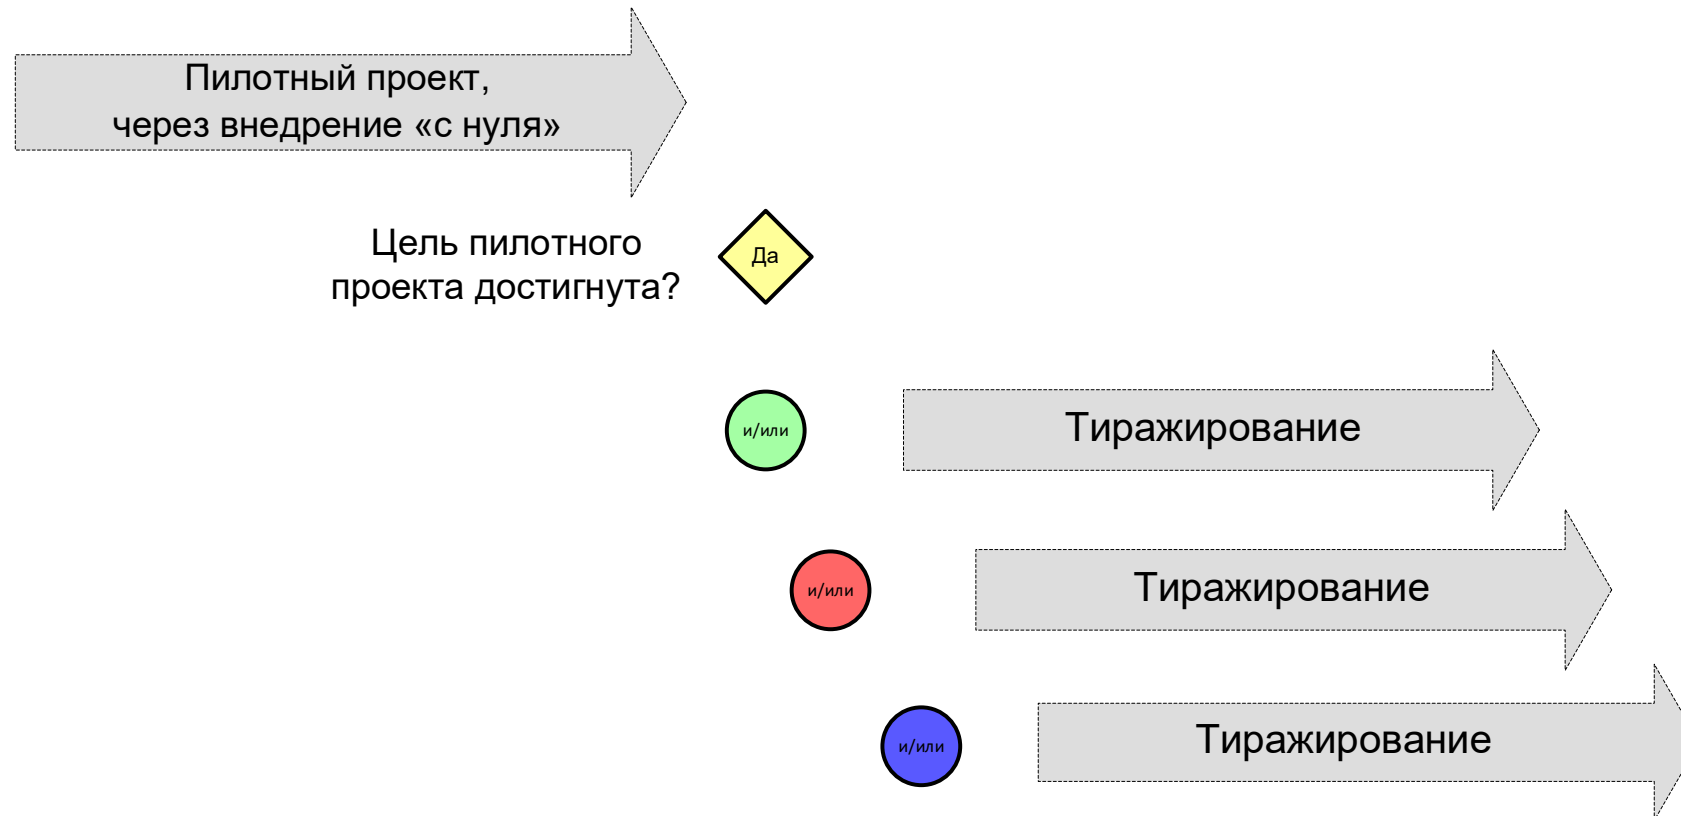 Пилотный проект,
через внедрение «с нуля»
Цель пилотного
проекта достигнута?
Да
и/или
Тиражирование
и/или
Тиражирование
и/или
Тиражирование